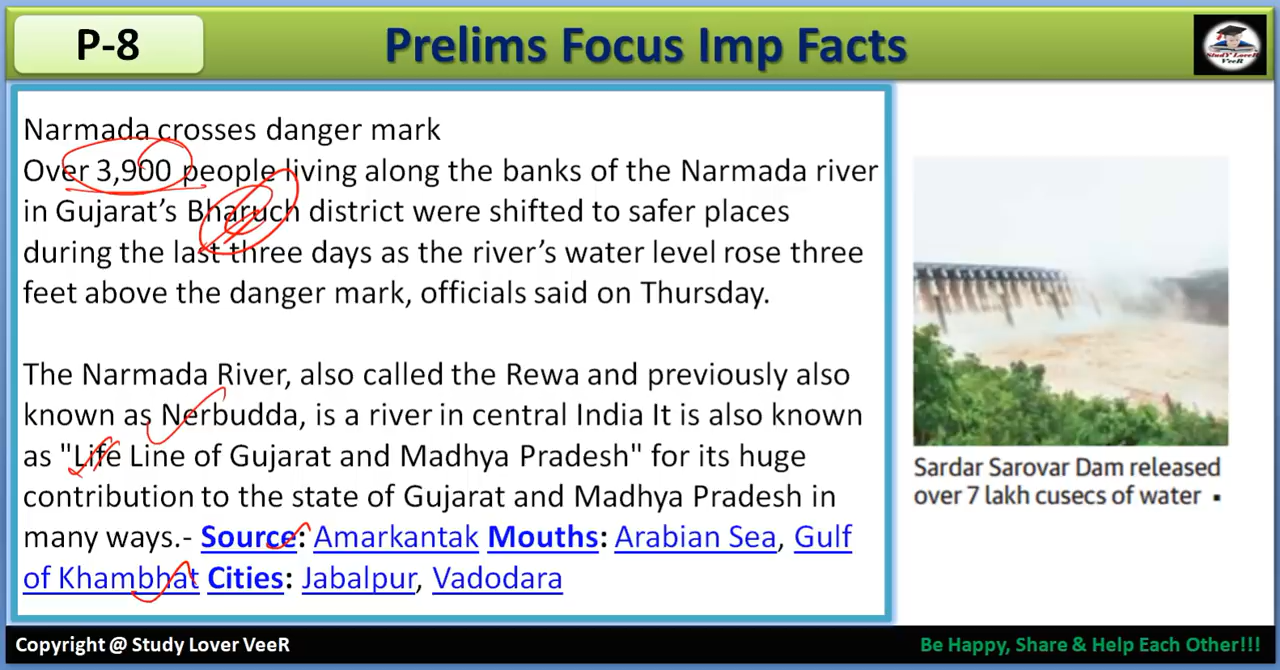 P-8
Prelims Focus Imp Facts
StudY LoveR
VeeR
Narmada crosses danger mark
Over 3,900 people living along the banks of the Narmada river
in Gujarat’s Bharuch district were shifted to safer places
during the last three days as the river’s water level rose three
feet above the danger mark, officials said on Thursday.
The Narmada River, also called the Rewa and previously also
known as Nerbudda, is a river in central India It is also known
as "Life Line of Gujarat and Madhya Pradesh" for its huge
contribution to the state of Gujarat and Madhya Pradesh in
many ways.- Source: Amarkantak Mouths: Arabian Sea, Gulf
of Khambhat Cities: Jabalpur, Vadodara
Sardar Sarovar Dam released
over 7 lakh cusecs of water ▪
Copyright @ Study Lover VeeR
Be Happy, Share & Help Each Other!!!